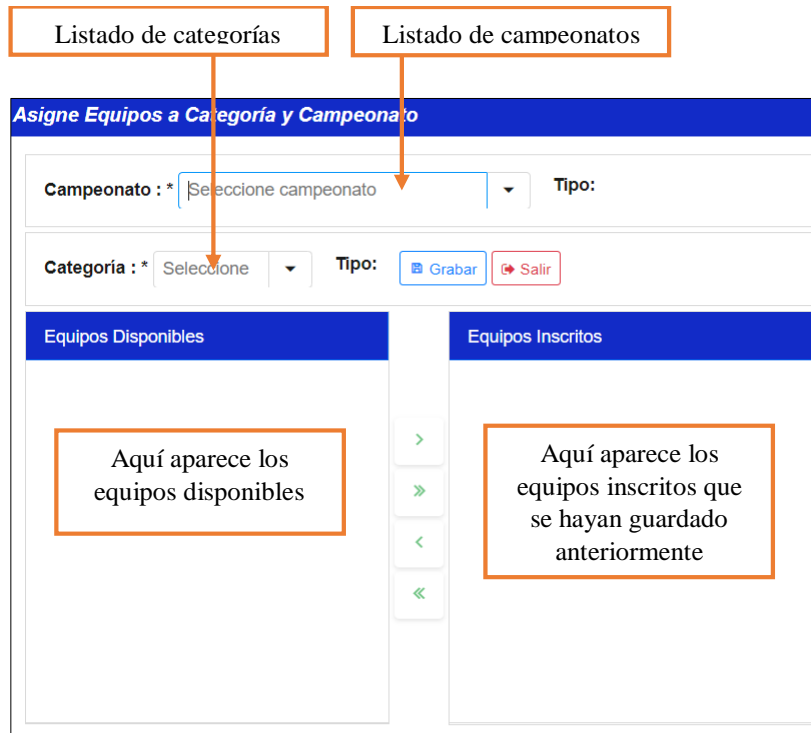 Listado de categorías
Listado de campeonatos
Asigne Equipos a Categoría y Campeonato
Campeonato : * Seleccione campeonato
Tipo:
Categoría : * Seleccione
Tipo:
Grabar
Salir
Equipos Disponibles
Equipos Inscritos
Aquí aparece los
equipos disponibles
Aquí aparece los
equipos inscritos que
se hayan guardado
anteriormente